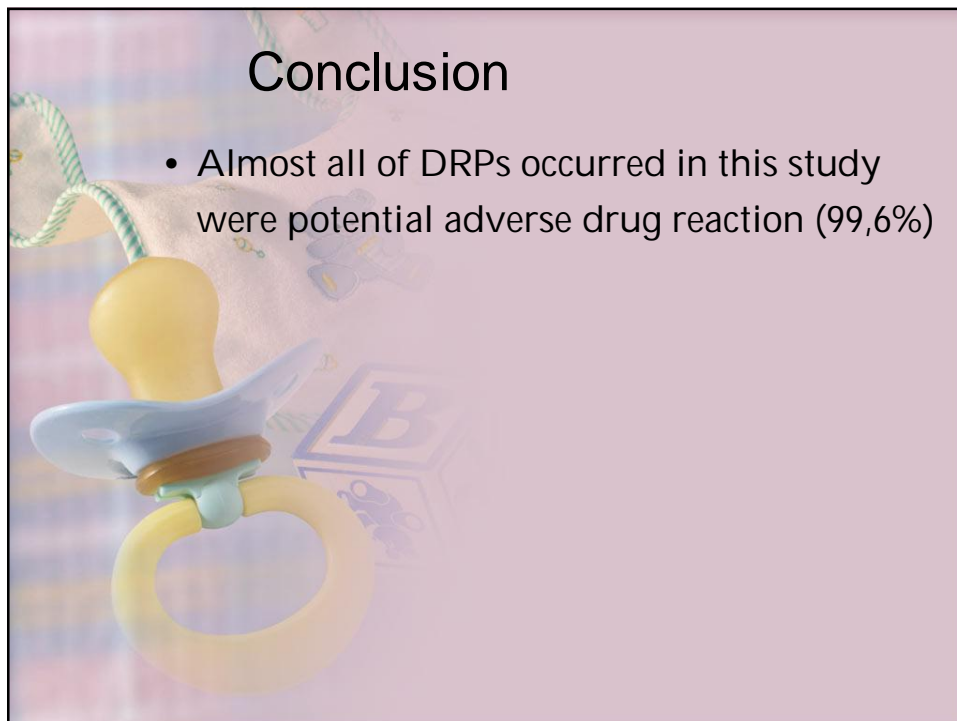 Conclusion
• Almost all of DRPs occurred in this study
were potential adverse drug reaction (99,6%)
B